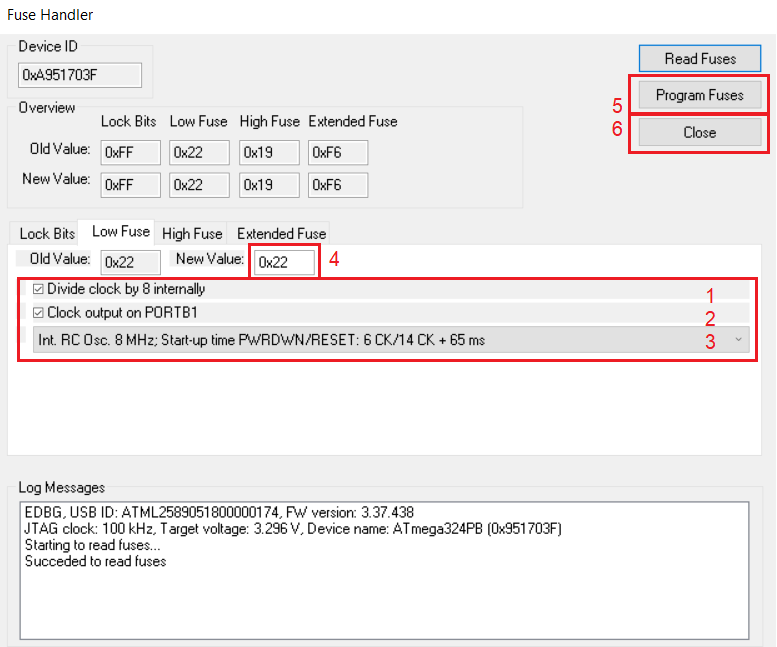 Fuse Handler
Device ID
0xA951703F
Read Fuses
Program Fuses
5
Close
6
Overview
Lock Bits Low Fuse High Fuse Extended Fuse
Old Value: 0xFF 0x22 0x19 0xF6
New Value: 0xFF 0x22 0x19 0xF6
Lock Bits Low Fuse High Fuse Extended Fuse
Old Value: 0x22 New Value: 0x22 4
Divide clock by 8 internally 1
Clock output on PORTB1 2
Int. RC Osc. 8 MHz; Start-up time PWRDWN/RESET: 6 CK/14 CK + 65 ms 3
Log Messages
EDBG, USB ID: ATML2589051800000174, FW version: 3.37.438
JTAG clock: 100 kHz, Target voltage: 3.296 V, Device name: ATmega324PB (0x951703F)
Starting to read fuses...
Succeded to read fuses